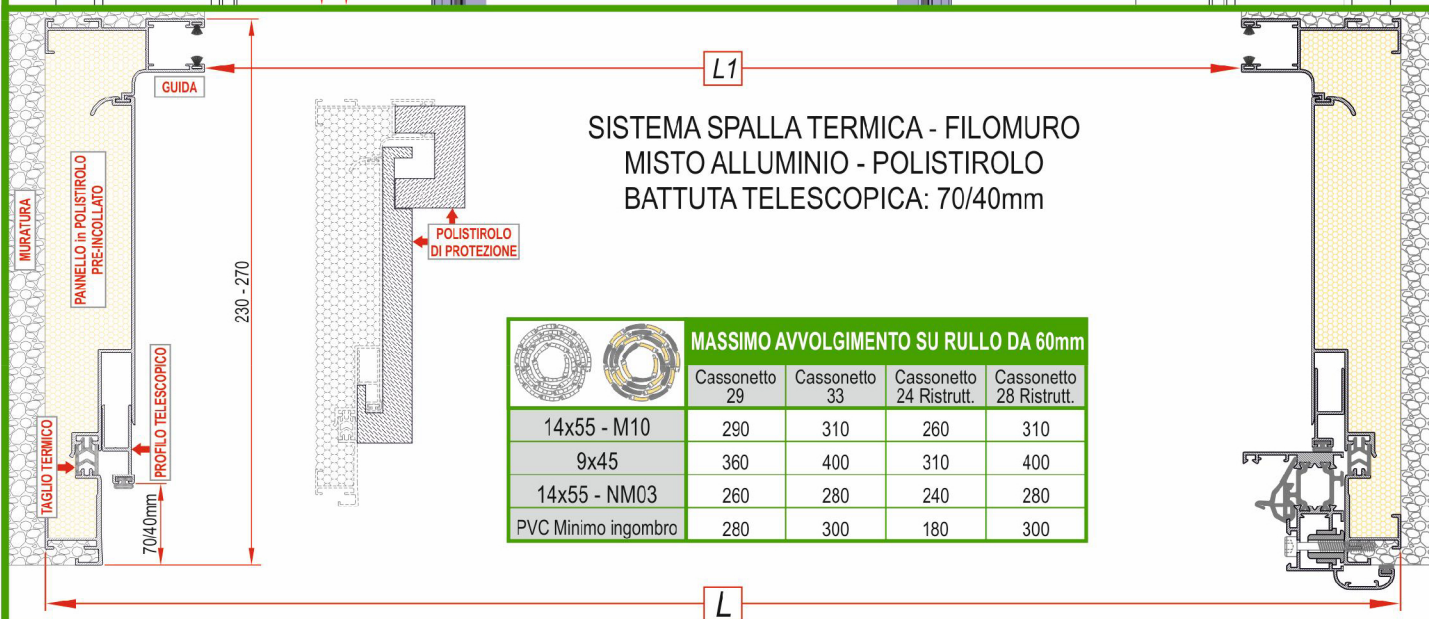 L1
GUIDA
SISTEMA SPALLA TERMICA - FILOMURO
MISTO ALLUMINIO - POLISTIROLO
BATTUTA TELESCOPICA: 70/40mm
MURATURA
PANNELLO in POLISTIROLO
PRE-INCOLLATO
POLISTIROLO
DI PROTEZIONE
230 - 270
MASSIMO AVVOLGIMENTO SU RULLO DA 60mm
Cassonetto 29 Cassonetto 33 Cassonetto 24 Ristrutt. Cassonetto 28 Ristrutt.
14x55 - M10 290 310 260 310
9x45 360 400 310 400
14x55 - NM03 260 280 240 280
PVC Minimo ingombro 280 300 180 300
TAGLIO TERMICO
PROFILO TELESCOPICO
70/40mm
L